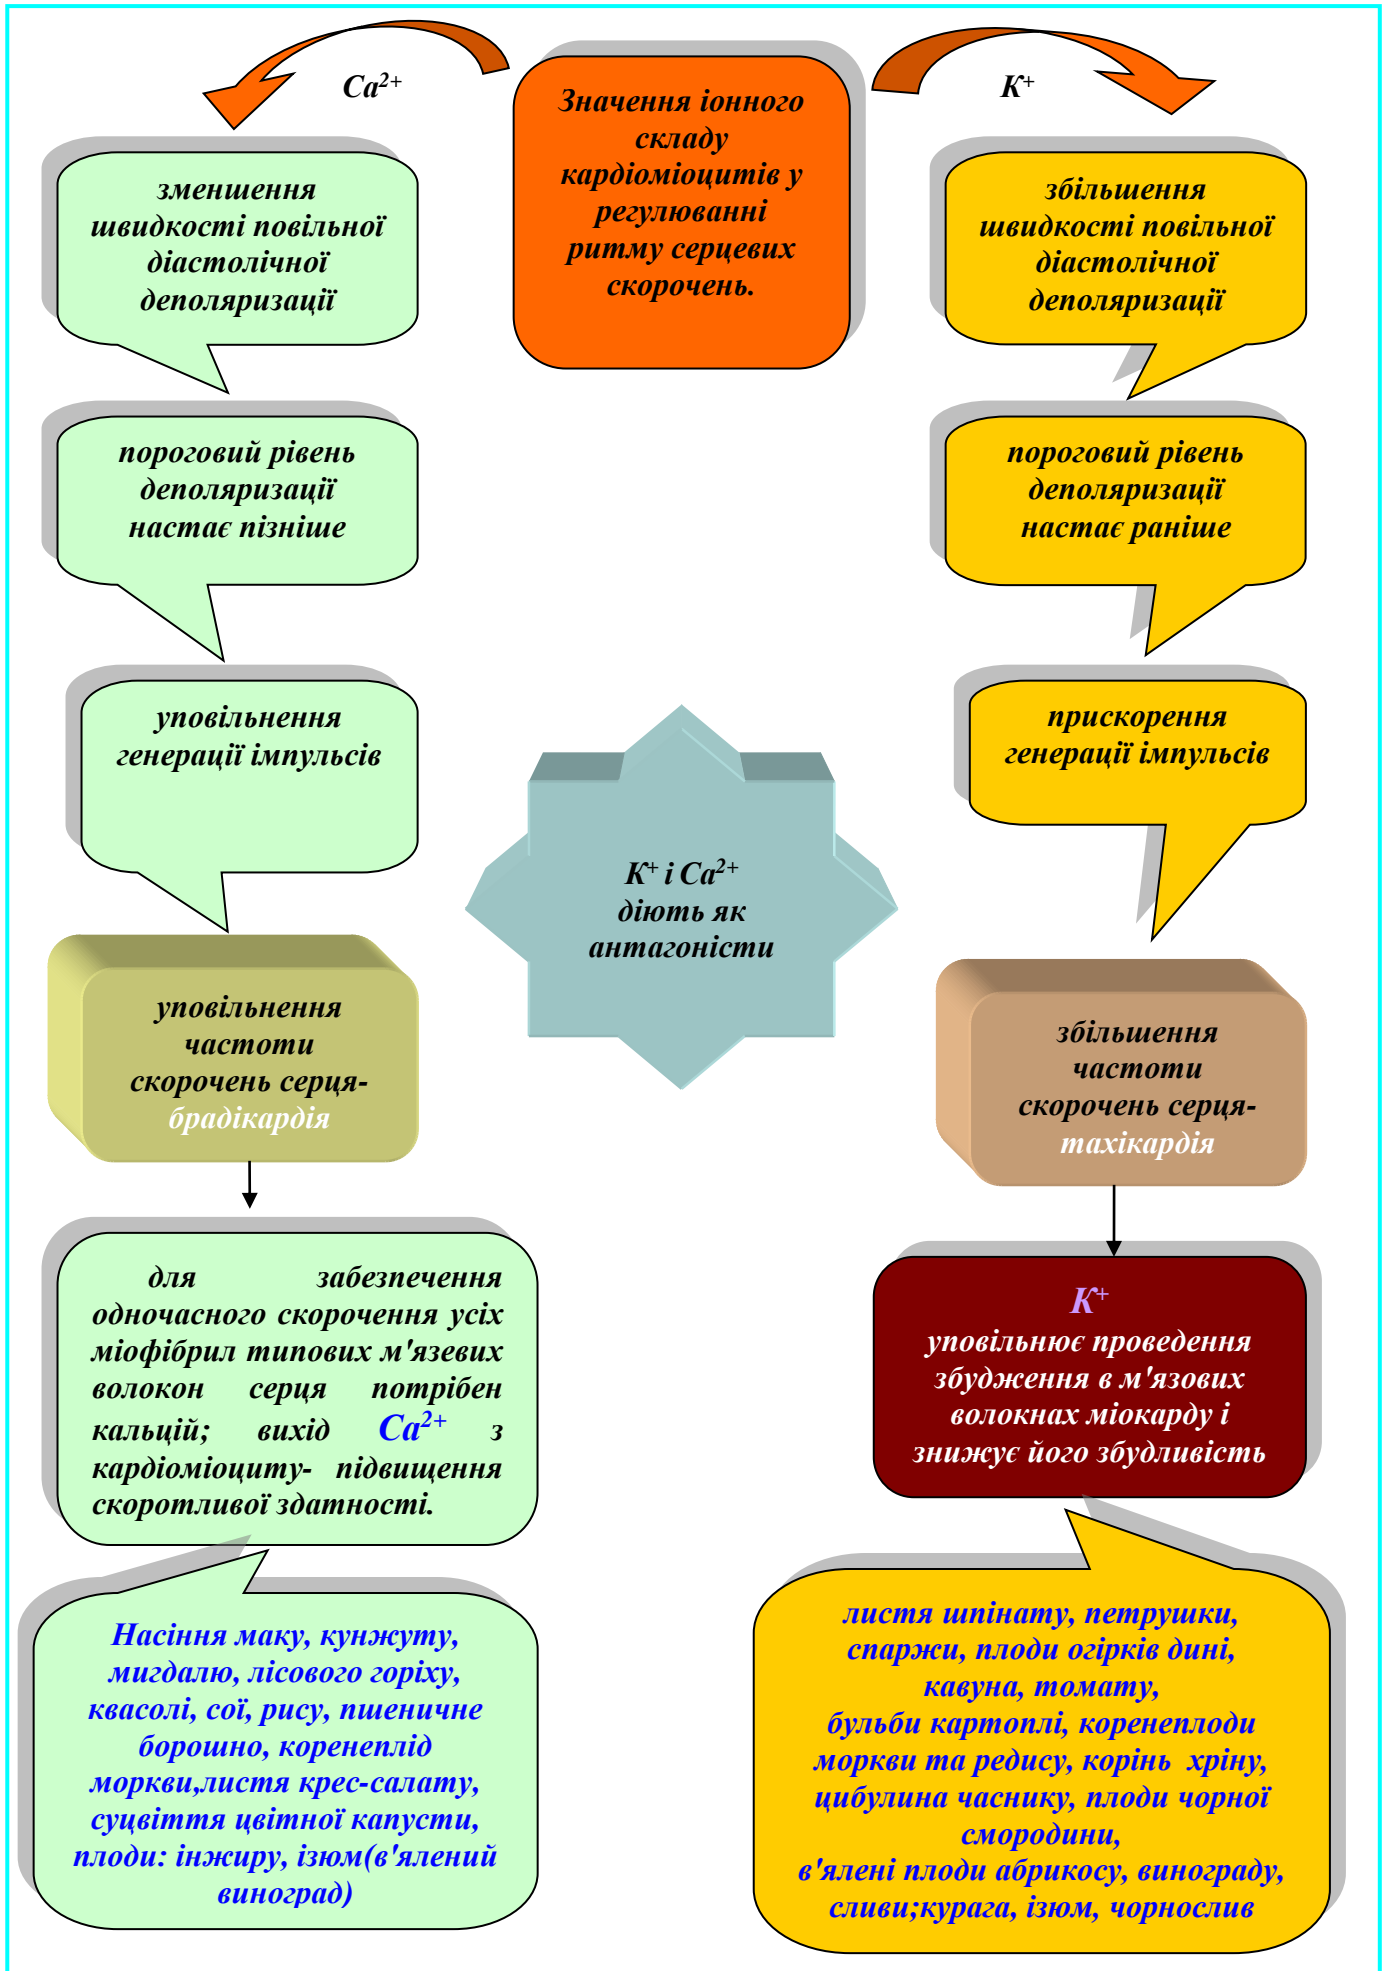 Ca²⁺
Значення іонного
складу
кардіоміоцитів у
регулюванні
ритму серцевих
скорочень.
К⁺
зменшення
швидкості повільної
діастолічної
деполяризації
збільшення
швидкості повільної
діастолічної
деполяризації
пороговий рівень
деполяризації
настає пізніше
пороговий рівень
деполяризації
настає раніше
уповільнення
генерації імпульсів
прискорення
генерації імпульсів
К⁺ і Ca²⁺
діють як
антагоністи
уповільнення
частоти
скорочень серця-
брадікардія
збільшення
частоти
скорочень серця-
тахікардія
для забезпечення
одночасного скорочення усіх
міофібрил типових м'язевих
волокон серця потрібен
кальцій; вихід Ca²⁺ з
кардіоміоциту- підвищення
скоротливої здатності.
К⁺
уповільнює проведення
збудження в м'язових
волокнах міокарду і
знижує його збудливість
Насіння маку, кунжуту,
мигдалю, лісового горіху,
квасолі, сої, рису, пшеничне
борошно, коренеплід
моркви,листя крес-салату,
суцвіття цвітної капусти,
плоди: інжиру, ізюм(в'ялений
виноград)
листя шпінату, петрушки,
спаржи, плоди огірків дині,
кавуна, томату,
бульби картоплі, коренеплоди
моркви та редису, корінь хріну,
цибулина часнику, плоди чорної
смородини,
в'ялені плоди абрикосу, винограду,
сливи;курага, ізюм, чорнослив